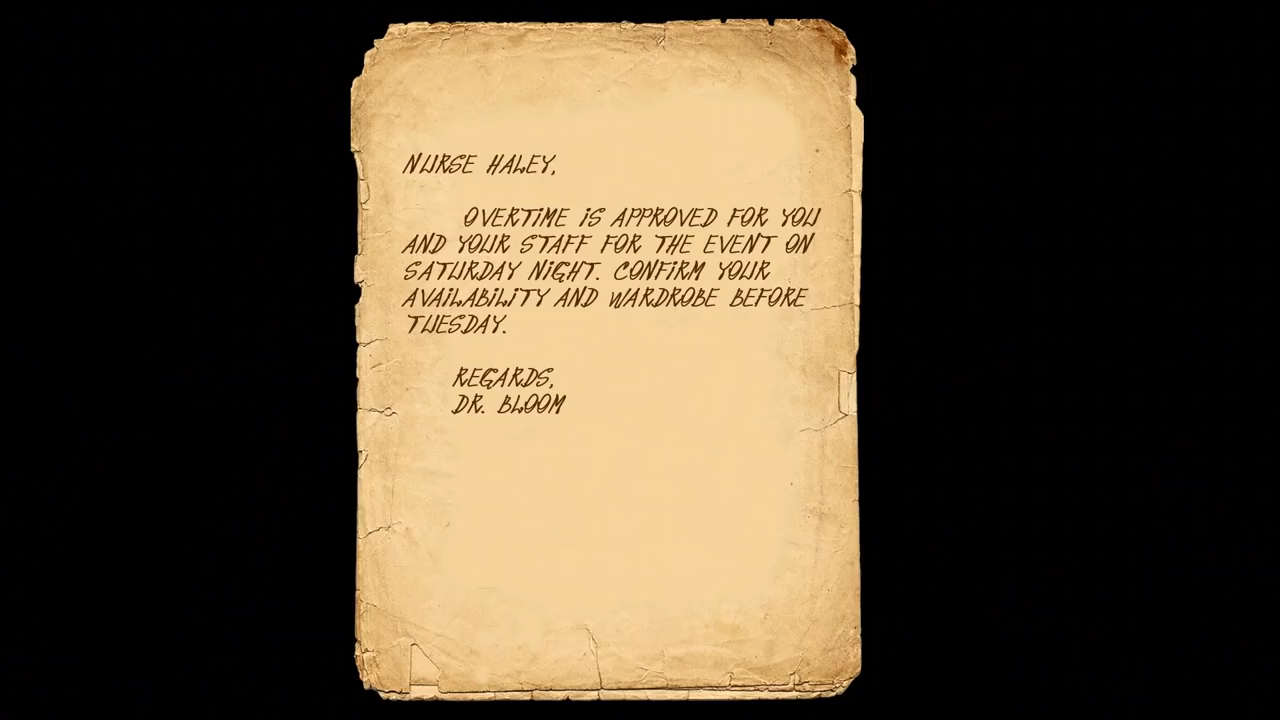 NURSE HALEY,
OVERTIME IS APPROVED FOR YOU
AND YOUR STAFF FOR THE EVENT ON
SATURDAY NIGHT. CONFIRM YOUR
AVAILABILITY AND WARDROBE BEFORE
TUESDAY.
REGARDS,
DR. BLOOM